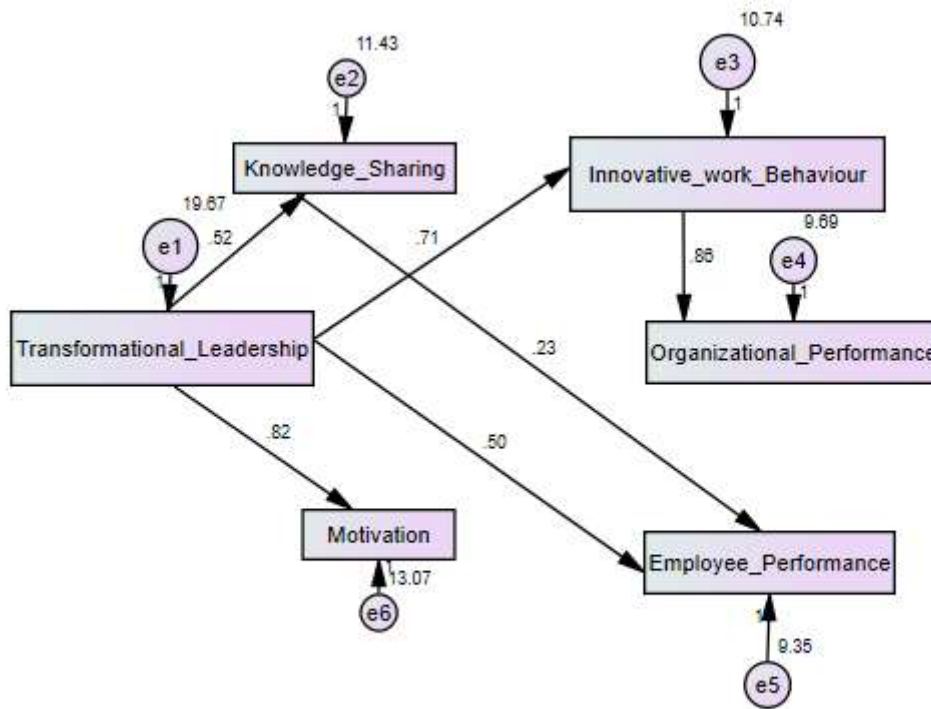 11.43
e2
1
Knowledge_Sharing
10.74
e3
1
Innovative_work_Behaviour
19.67
e1
1
.52
.71
9.69
e4
1
.86
Transformational_Leadership
Organizational_Performance
.23
.82
.50
Motivation
1
13.07
e6
Employee_Performance
1
9.35
e5